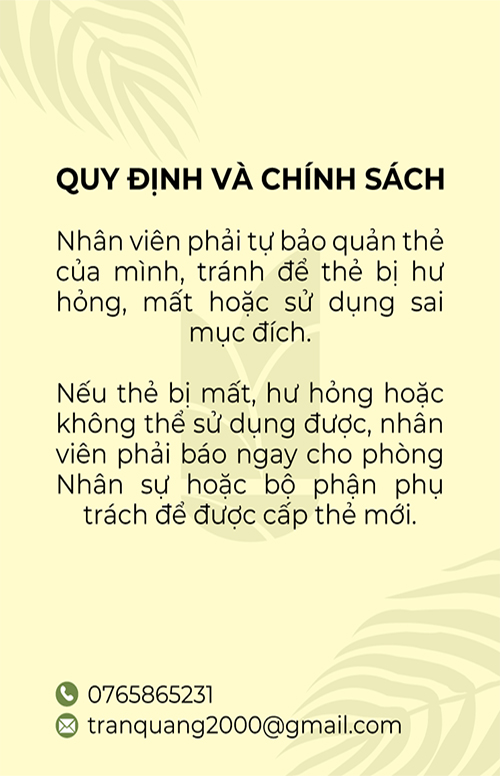 QUY ĐỊNH VÀ CHÍNH SÁCH
Nhân viên phải tự bảo quản thẻ
của mình, tránh để thẻ bị hư
hỏng, mất hoặc sử dụng sai
mục đích.
Nếu thẻ bị mất, hư hỏng hoặc
không thể sử dụng được, nhân
viên phải báo ngay cho phòng
Nhân sự hoặc bộ phận phụ
trách để được cấp thẻ mới.
0765865231
tranquang2000@gmail.com